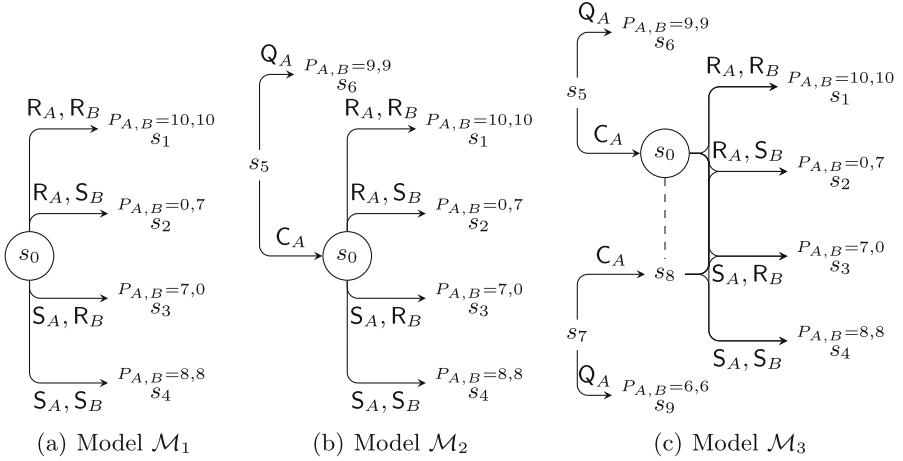 R_A, R_B
P_{A,B}=10,10
s_1
R_A, S_B
P_{A,B}=0,7
s_2
s_0
S_A, R_B
P_{A,B}=7,0
s_3
S_A, S_B
P_{A,B}=8,8
s_4
(a) Model M_1
Q_A
P_{A,B}=9,9
s_6
s_5
C_A
s_0
R_A, R_B
P_{A,B}=10,10
s_1
R_A, S_B
P_{A,B}=0,7
s_2
S_A, R_B
P_{A,B}=7,0
s_3
S_A, S_B
P_{A,B}=8,8
s_4
(b) Model M_2
Q_A
P_{A,B}=9,9
s_6
s_5
C_A
s_0
C_A
s_8
s_7
Q_A
P_{A,B}=6,6
s_9
R_A, R_B
P_{A,B}=10,10
s_1
R_A, S_B
P_{A,B}=0,7
s_2
S_A, R_B
P_{A,B}=7,0
s_3
S_A, S_B
P_{A,B}=8,8
s_4
(c) Model M_3